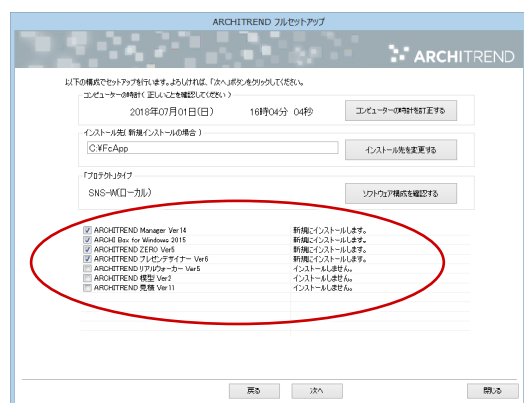 ARCHITREND フルセットアップ
ARCHITREND
以下の構成でセットアップを行います。よろしければ、「次へ」ボタンをクリックしてください。
コンピューターの時計( 正しいことを確認してください )
2018年07月01日(日) 16時04分 04秒 コンピューターの時計を訂正する
インストール先( 新規インストールの場合 )
C:¥FcApp インストール先を変更する
「プロテクト」タイプ
SNS-W(ローカル) ソフトウェア構成を確認する
ARCHITREND Manager Ver14 新規にインストールします。
ARCHI Box for Windows 2015 新規にインストールします。
ARCHITREND ZERO Ver5 新規にインストールします。
ARCHITREND プレゼンデザイナー Ver6 新規にインストールします。
ARCHITREND リアルウォーカー Ver5 インストールしません。
ARCHITREND 模型 Ver2 インストールしません。
ARCHITREND 見積 Ver11 インストールしません。
戻る 次へ 閉じる